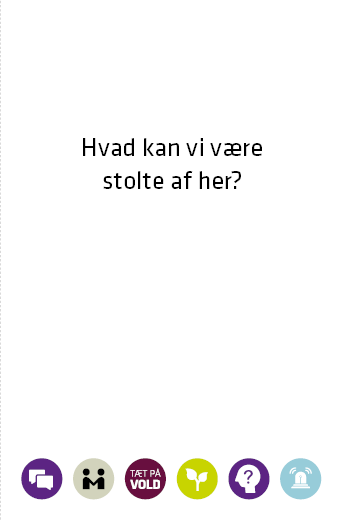 Hvad kan vi være
stolte af her?
TÆT PÅ
VOLD
?